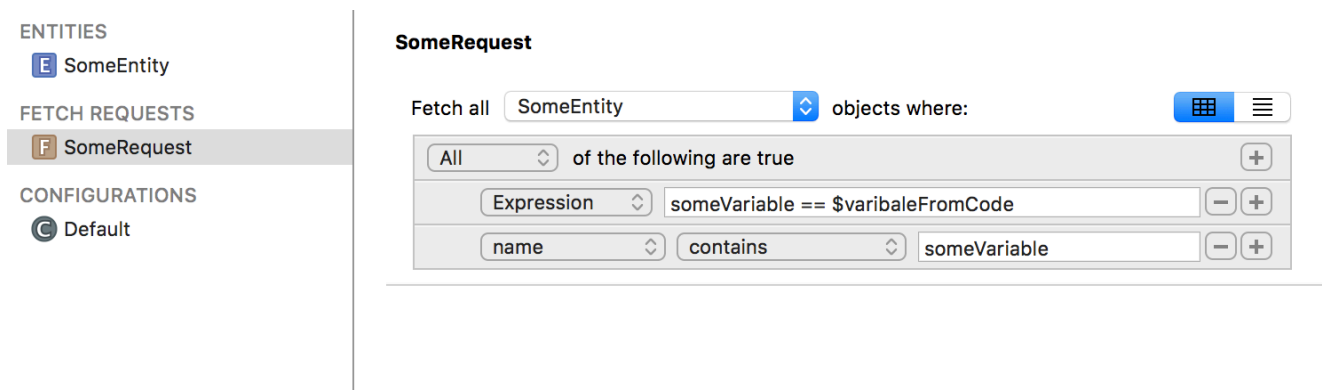 ENTITIES
E SomeEntity
FETCH REQUESTS
F SomeRequest
CONFIGURATIONS
C Default
SomeRequest
Fetch all SomeEntity objects where:
All of the following are true +
Expression someVariable == $varibaleFromCode − +
name contains someVariable − +